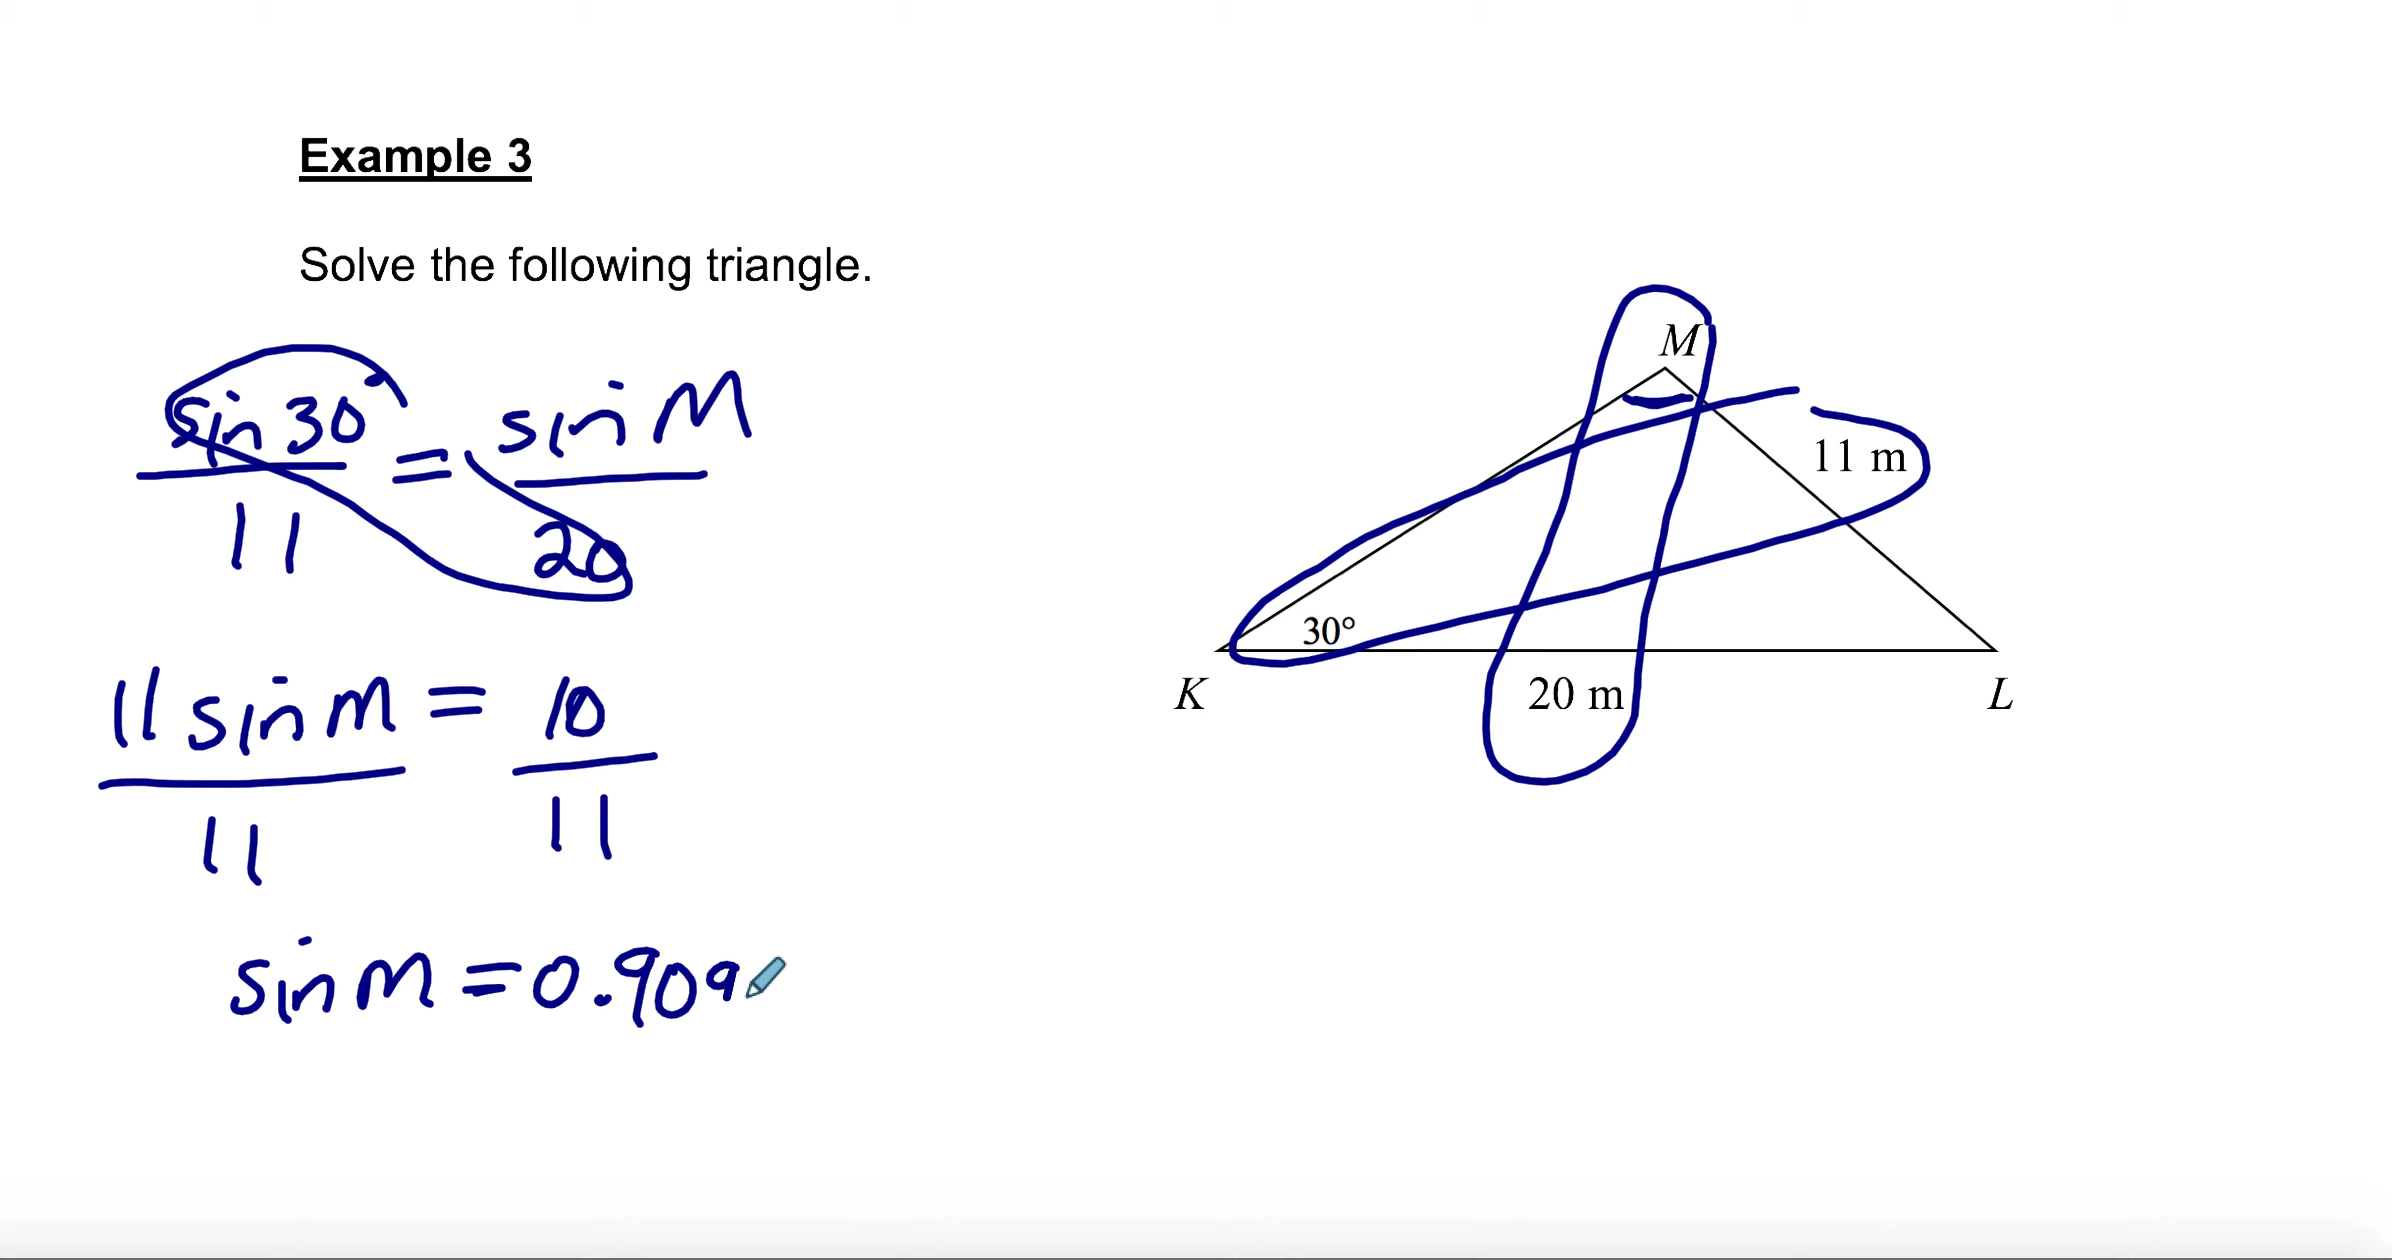 Example 3
Solve the following triangle.
sin 30° = sin M
11 20
11 sin M = 10
11 11
sin M = 0.909
M
11 m
30°
K
20 m
L